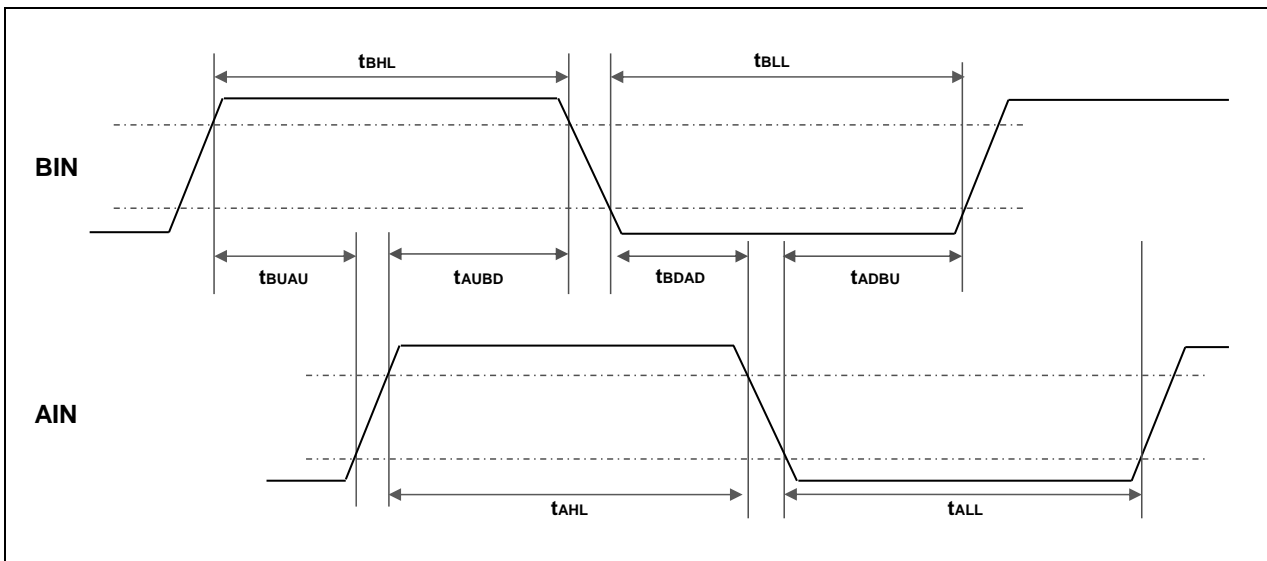 tBHL
tBLL
BIN
tBUAU
tAUBD
tBDAD
tADBU
AIN
tAHL
tALL